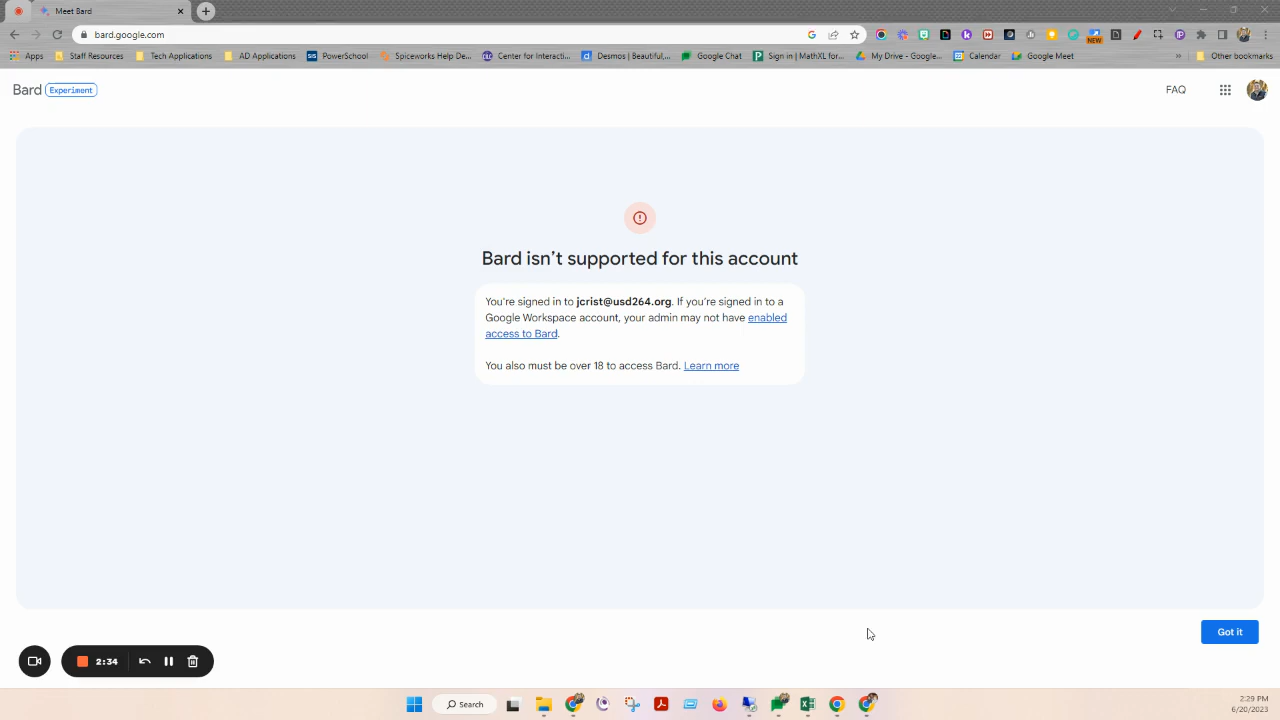 Meet Bard
bard.google.com
NEW
Apps Staff Resources Tech Applications AD Applications SIS PowerSchool Spiceworks Help De... Center for Interacti... Desmos | Beautiful,... Google Chat P Sign in | MathXL for... My Drive - Google... Calendar Google Meet » Other bookmarks
Bard Experiment FAQ
Bard isn't supported for this account
You're signed in to jcrist@usd264.org. If you're signed in to a
Google Workspace account, your admin may not have enabled
access to Bard.
You also must be over 18 to access Bard. Learn more
Got it
2:34
Search
2:29 PM
6/20/2023